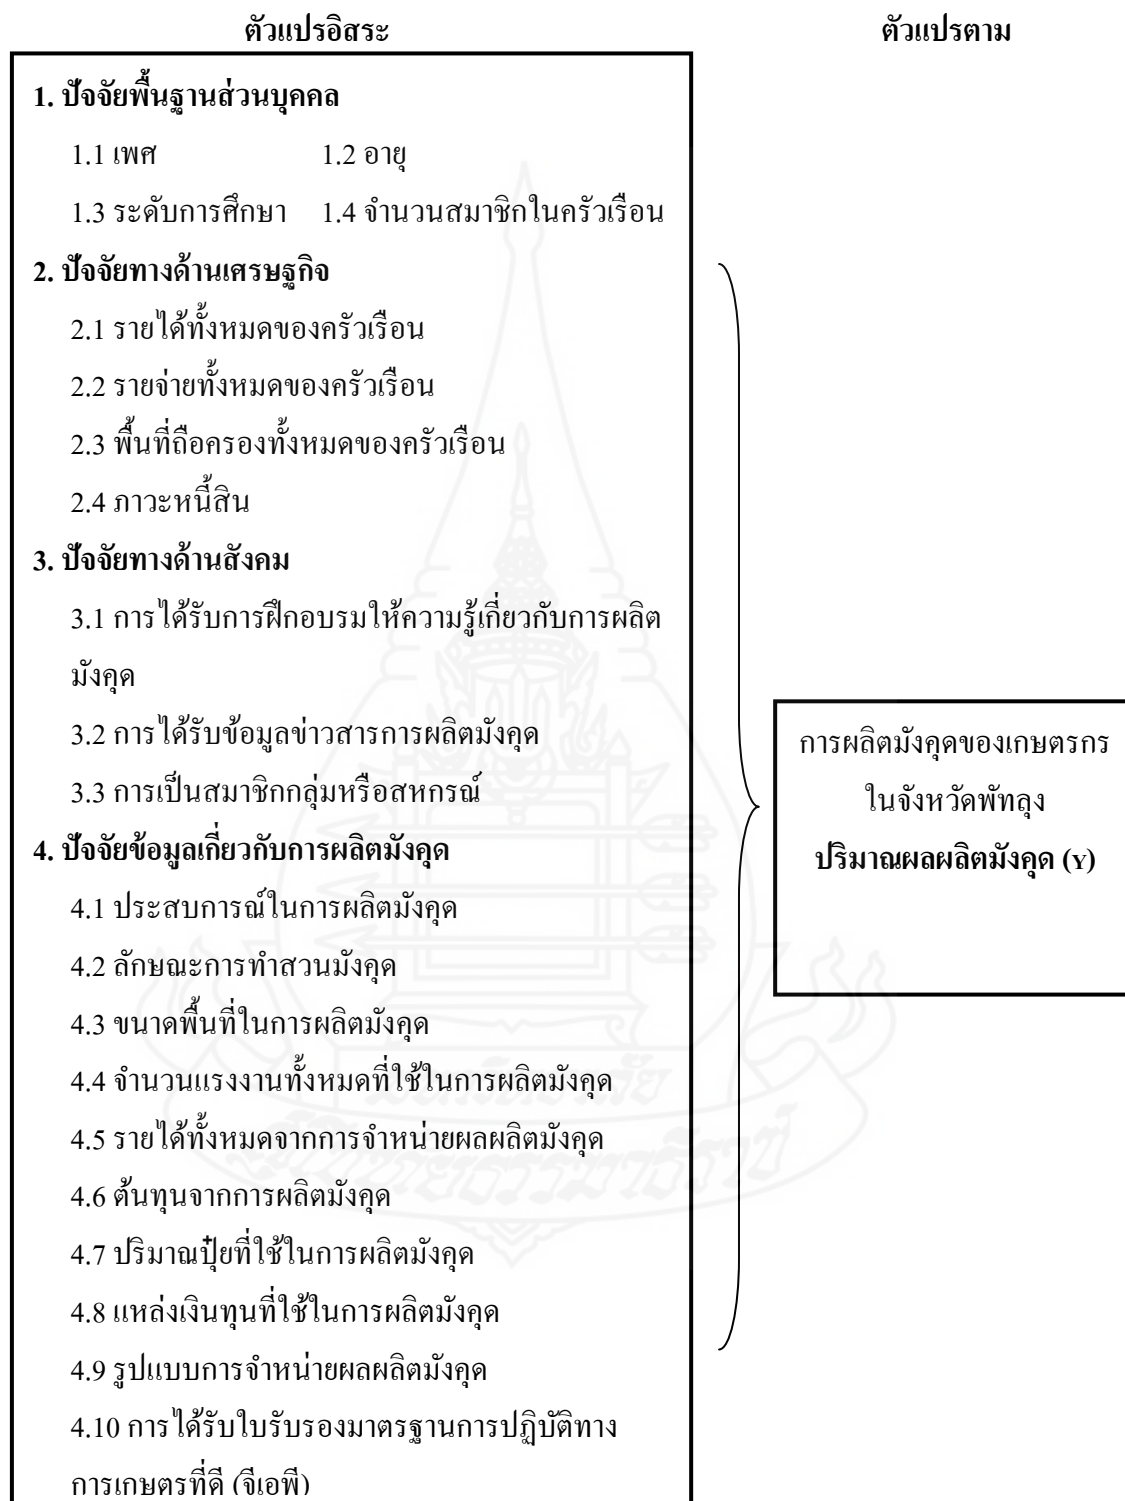 ตัวแปรอิสระ
ตัวแปรตาม
1. ปัจจัยพื้นฐานส่วนบุคคล
1.1 เพศ 1.2 อายุ
1.3 ระดับการศึกษา 1.4 จำนวนสมาชิกในครัวเรือน
2. ปัจจัยทางด้านเศรษฐกิจ
2.1 รายได้ทั้งหมดของครัวเรือน
2.2 รายจ่ายทั้งหมดของครัวเรือน
2.3 พื้นที่ถือครองทั้งหมดของครัวเรือน
2.4 ภาวะหนี้สิน
3. ปัจจัยทางด้านสังคม
3.1 การได้รับการฝึกอบรมให้ความรู้เกี่ยวกับการผลิต
มังคุด
3.2 การได้รับข้อมูลข่าวสารการผลิตมังคุด
3.3 การเป็นสมาชิกกลุ่มหรือสหกรณ์
4. ปัจจัยข้อมูลเกี่ยวกับการผลิตมังคุด
4.1 ประสบการณ์ในการผลิตมังคุด
4.2 ลักษณะการทำสวนมังคุด
4.3 ขนาดพื้นที่ในการผลิตมังคุด
4.4 จำนวนแรงงานทั้งหมดที่ใช้ในการผลิตมังคุด
4.5 รายได้ทั้งหมดจากการจำหน่ายผลผลิตมังคุด
4.6 ต้นทุนจากการผลิตมังคุด
4.7 ปริมาณปุ๋ยที่ใช้ในการผลิตมังคุด
4.8 แหล่งเงินทุนที่ใช้ในการผลิตมังคุด
4.9 รูปแบบการจำหน่ายผลผลิตมังคุด
4.10 การได้รับใบรับรองมาตรฐานการปฏิบัติทาง
การเกษตรที่ดี (จีเอพี)
การผลิตมังคุดของเกษตรกร
ในจังหวัดพัทลุง
ปริมาณผลผลิตมังคุด (Y)
มหาวิทยาลัย
สุโขทัยธรรมาธิราช